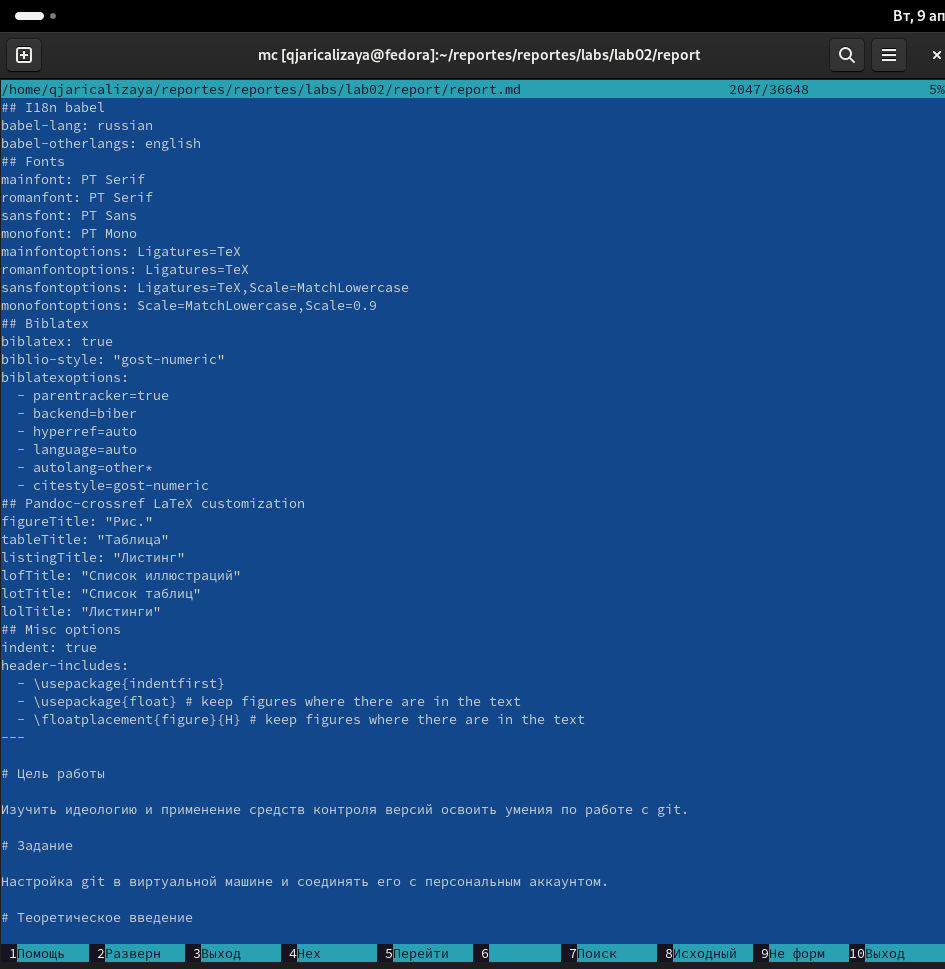 Вт, 9 ап
mc [qjaricalizaya@fedora]:~/reportes/reportes/labs/lab02/report
/home/qjaricalizaya/reportes/reportes/labs/lab02/report/report.md 2047/36648 5%
## I18n babel
babel-lang: russian
babel-otherlangs: english
## Fonts
mainfont: PT Serif
romanfont: PT Serif
sansfont: PT Sans
monofont: PT Mono
mainfontoptions: Ligatures=TeX
romanfontoptions: Ligatures=TeX
sansfontoptions: Ligatures=TeX,Scale=MatchLowercase
monofontoptions: Scale=MatchLowercase,Scale=0.9
## Biblatex
biblatex: true
biblio-style: "gost-numeric"
biblatexoptions:
  - parentracker=true
  - backend=biber
  - hyperref=auto
  - language=auto
  - autolang=other*
  - citestyle=gost-numeric
## Pandoc-crossref LaTeX customization
figureTitle: "Рис."
tableTitle: "Таблица"
listingTitle: "Листинг"
lofTitle: "Список иллюстраций"
lotTitle: "Список таблиц"
lolTitle: "Листинги"
## Misc options
indent: true
header-includes:
  - \usepackage{indentfirst}
  - \usepackage{float} # keep figures where there are in the text
  - \floatplacement{figure}{H} # keep figures where there are in the text
---
# Цель работы
Изучить идеологию и применение средств контроля версий освоить умения по работе с git.
# Задание
Настройка git в виртуальной машине и соединять его с персональным аккаунтом.
# Теоретическое введение
1Помощь 2Разверн 3Выход 4Hex 5Перейти 6 7Поиск 8Исходный 9Не форм 10Выход